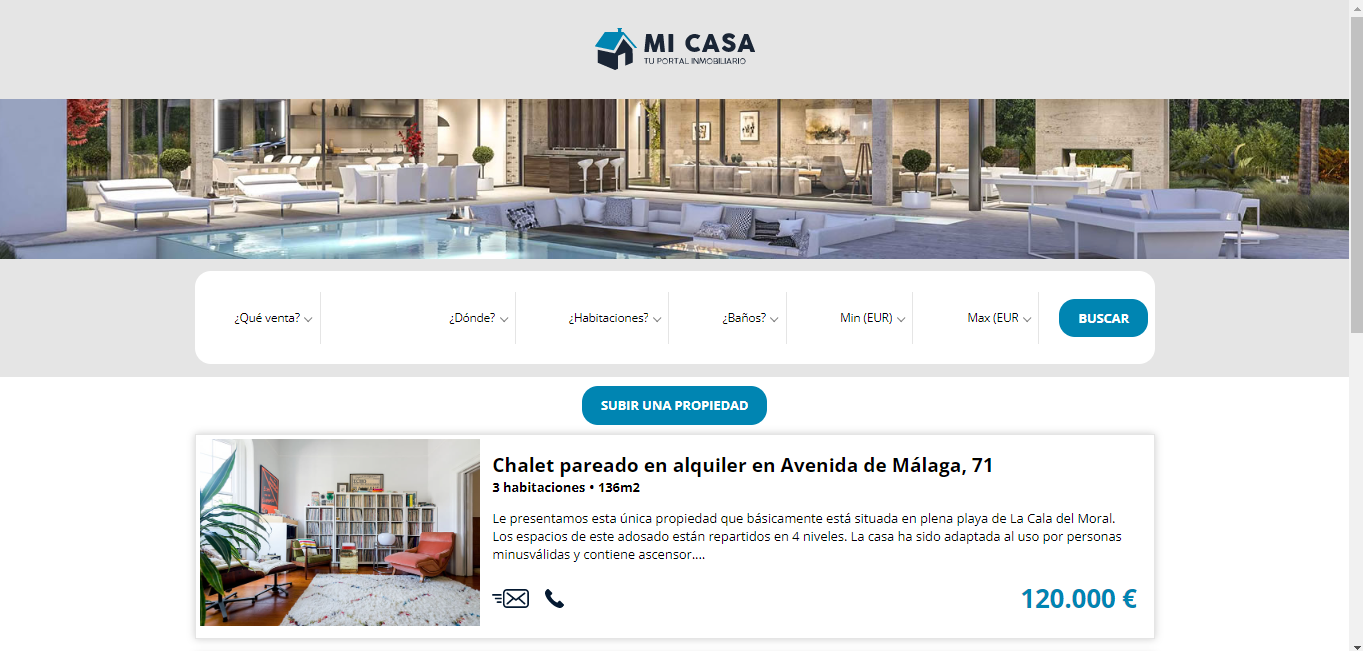 MI CASA
TU PORTAL INMOBILIARIO
¿Qué venta? ¿Dónde? ¿Habitaciones? ¿Baños? Min (EUR) Max (EUR BUSCAR
SUBIR UNA PROPIEDAD
Chalet pareado en alquiler en Avenida de Málaga, 71
3 habitaciones • 136m2
Le presentamos esta única propiedad que básicamente está situada en plena playa de La Cala del Moral.
Los espacios de este adosado están repartidos en 4 niveles. La casa ha sido adaptada al uso por personas
minusválidas y contiene ascensor....
120.000 €